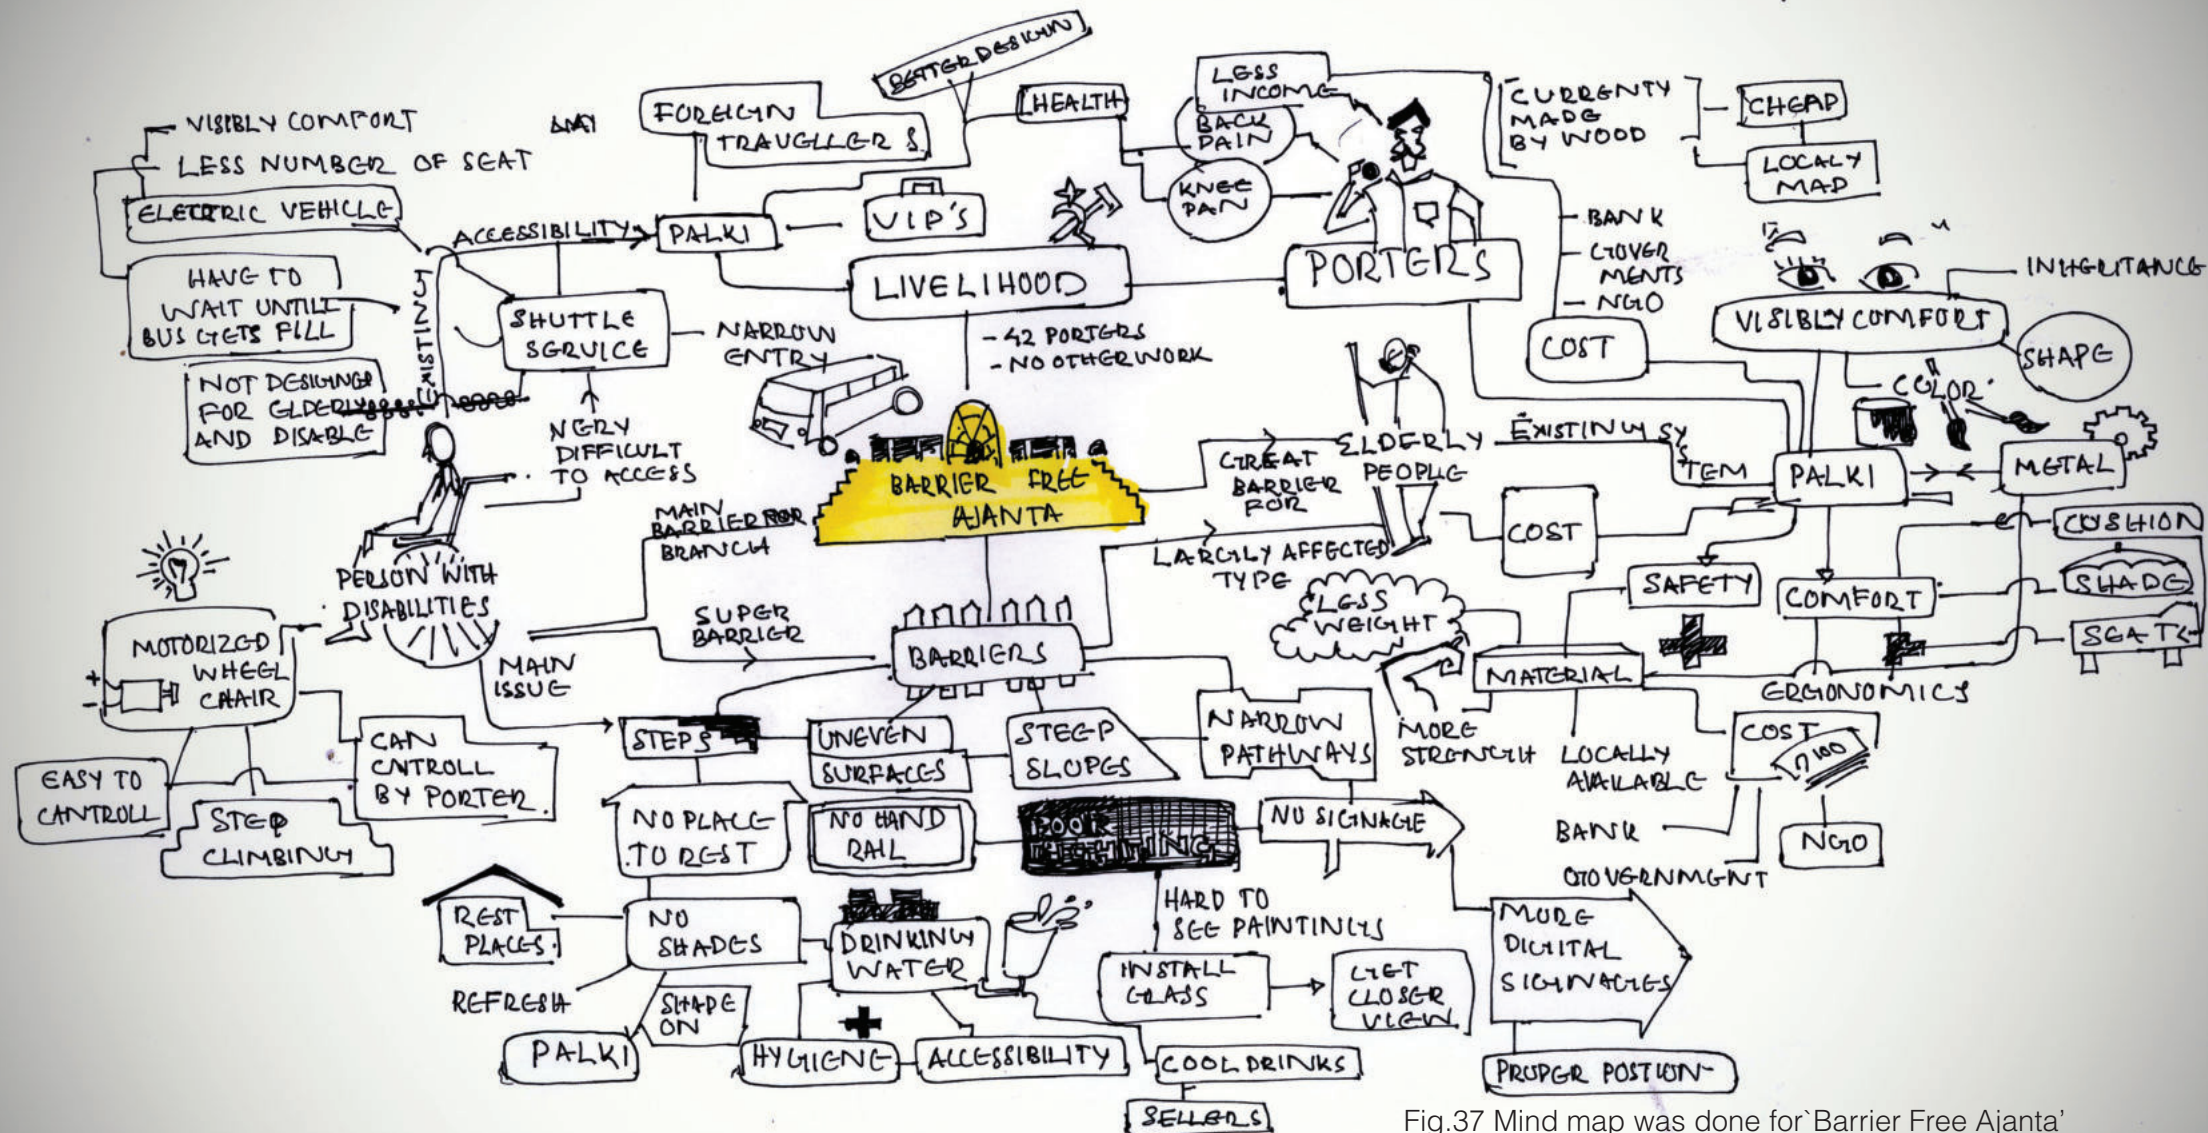 BETTER DESIGN
VISIBLY COMFORT
LESS NUMBER OF SEAT
ELECTRIC VEHICLE
HAVE TO
WAIT UNTILL
BUS GETS FILL
NOT DESIGNED
FOR ELDERLY
AND DISABLE
EXISTING
ACCESSIBILITY
FOREIGN
TRAVELLERS
PALKI
VIP'S
HEALTH
LESS
INCOME
BACK
PAIN
KNEE
PAN
CURRENTY
MADE
BY WOOD
CHEAP
LOCALY
MAD
SHUTTLE
SERVICE
NARROW
ENTRY
VERY
DIFFICULT
TO ACCESS
LIVELIHOOD
- 42 PORTERS
- NO OTHER WORK
PORTERS
- BANK
- GOVER
MENTS
- NGO
COST
VISIBLY COMFORT
INHERITANCE
SHAPE
COLOR
BARRIER FREE
AJANTA
MAIN
BARRIER FOR
BRANCH
GREAT
BARRIER
FOR
ELDERLY
PEOPLE
EXISTING SYS
TEM
PALKI
METAL
COST
LARGLY AFFECTED
TYPE
SAFETY
COMFORT
CUSHION
SHADE
SEAT
ERGONOMICS
PERSON WITH
DISABILITIES
MOTORIZED
WHEEL
CHAIR
+
-
EASY TO
CANTROLL
STEP
CLIMBING
CAN
CNTROLL
BY PORTER
MAIN
ISSUE
SUPER
BARRIER
BARRIERS
STEPS
UNEVEN
SURFACES
STEEP
SLOPES
NARROW
PATHWAYS
LESS
WEIGHT
MATERIAL
MORE
STRENGTH
LOCALLY
AVAILABLE
COST
100
BANK
GOVERNMENT
NGO
NO PLACE
TO REST
NO HAND
RAIL
POOR
LIGHTING
NO SIGNAGE
REST
PLACES
NO
SHADES
REFRESH
SHAPE
ON
PALKI
DRINKING
WATER
HYGIENE
ACCESSIBILITY
COOL DRINKS
SELLERS
HARD TO
SEE PAINTINGS
INSTALL
GLASS
GET
CLOSER
VIEW
MORE
DIGITAL
SIGNAGIES
PROPER POSTION
Fig.37 Mind map was done for`Barrier Free Ajanta'